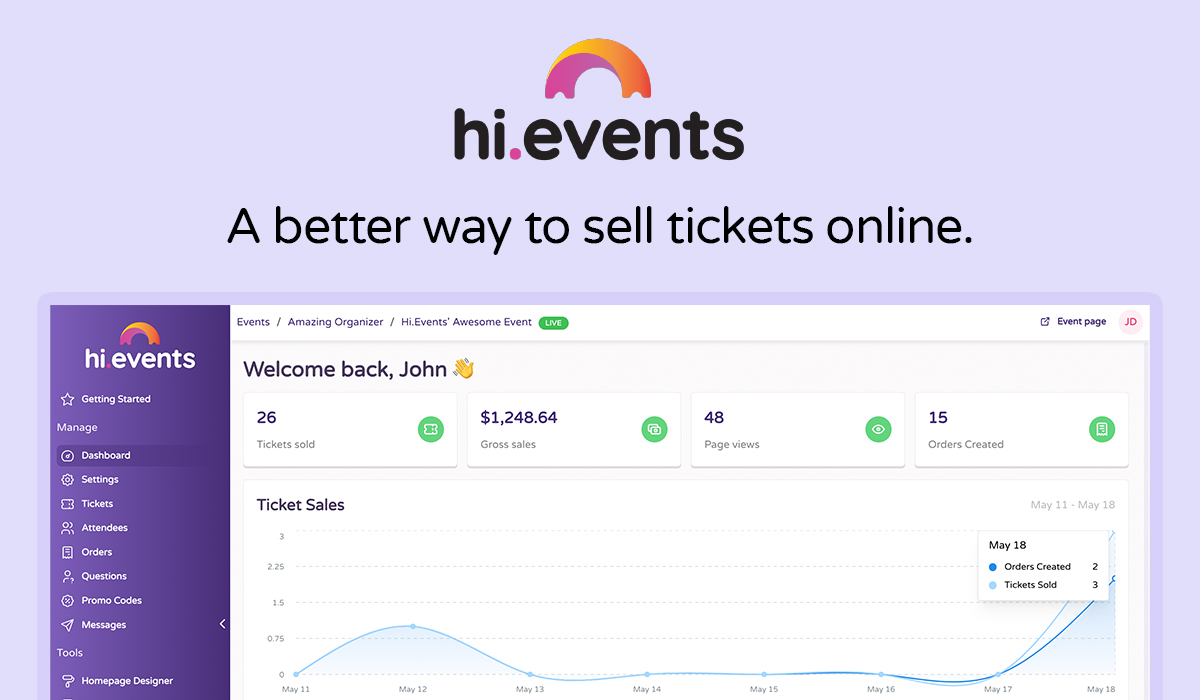 hi.events
A better way to sell tickets online.
hi.events
Getting Started
Manage
Dashboard
Settings
Tickets
Attendees
Orders
Questions
Promo Codes
Messages
Tools
Homepage Designer
Events / Amazing Organizer / Hi.Events' Awesome Event LIVE
Event page JD
Welcome back, John 👋
26
Tickets sold
$1,248.64
Gross sales
48
Page views
15
Orders Created
Ticket Sales
May 11 - May 18
3
2.25
1.5
0.75
0
May 18
Orders Created 2
Tickets Sold 3
May 11 May 12 May 13 May 14 May 15 May 16 May 17 May 18